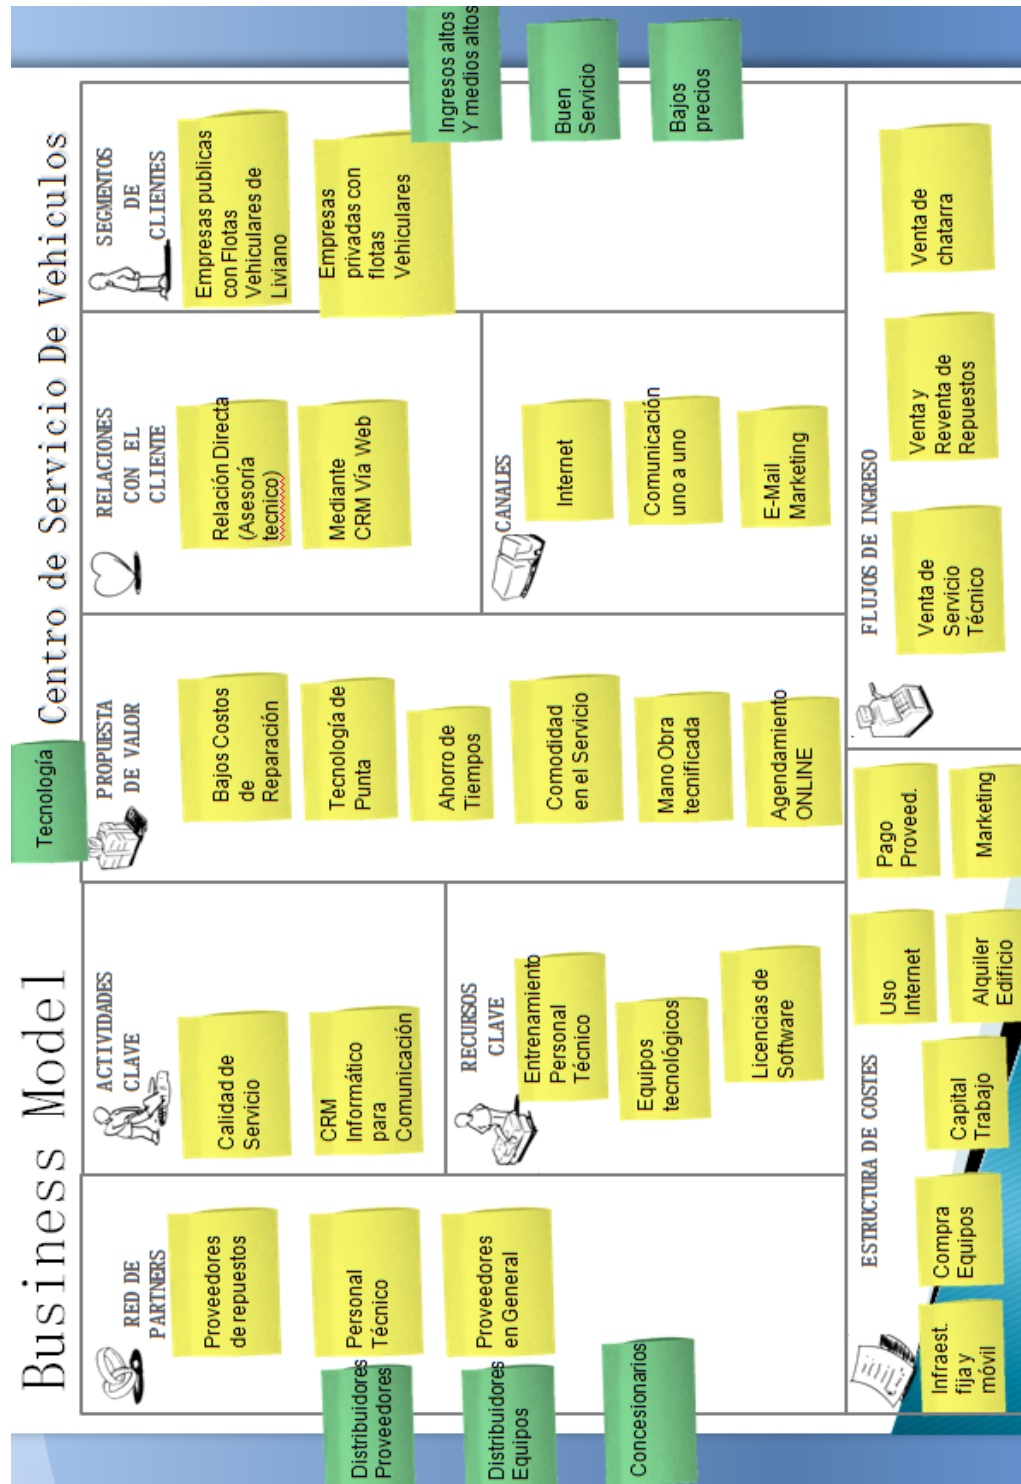 Business Model
Centro de Servicio De Vehiculos
Tecnología
RED DE
PARTNERS
Proveedores
de repuestos
Personal
Técnico
Proveedores
en General
Distribuidores
Proveedores
Distribuidores
Equipos
Concesionarios
ACTIVIDADES
CLAVE
Calidad de
Servicio
CRM
Informático
para
Comunicación
RECURSOS
CLAVE
Entrenamiento
Personal
Técnico
Equipos
tecnológicos
Licencias de
Software
PROPUESTA
DE VALOR
Bajos Costos
de
Reparación
Tecnología de
Punta
Ahorro de
Tiempos
Comodidad
en el Servicio
Mano Obra
tecnificada
Agendamiento
ONLINE
RELACIONES
CON EL
CLIENTE
Relación Directa
(Asesoría
tecnico)
Mediante
CRM Vía Web
CANALES
Internet
Comunicación
uno a uno
E-Mail
Marketing
SEGMENTOS
DE
CLIENTES
Empresas publicas
con Flotas
Vehiculares de
Liviano
Empresas
privadas con
flotas
Vehiculares
Ingresos altos
Y medios altos
Buen
Servicio
Bajos
precios
ESTRUCTURA DE COSTES
Infraest.
fija y
móvil
Compra
Equipos
Capital
Trabajo
Uso
Internet
Alquiler
Edificio
Pago
Proveed.
Marketing
FLUJOS DE INGRESO
Venta de
Servicio
Técnico
Venta y
Reventa de
Repuestos
Venta de
chatarra